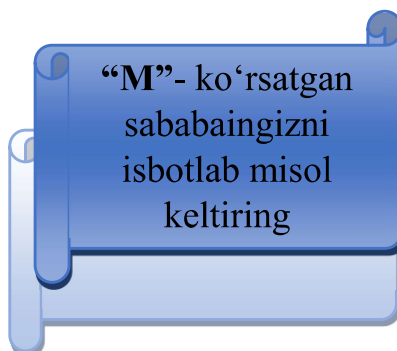 “M”- ko‘rsatgan
sababaingizni
isbotlab misol
keltiring